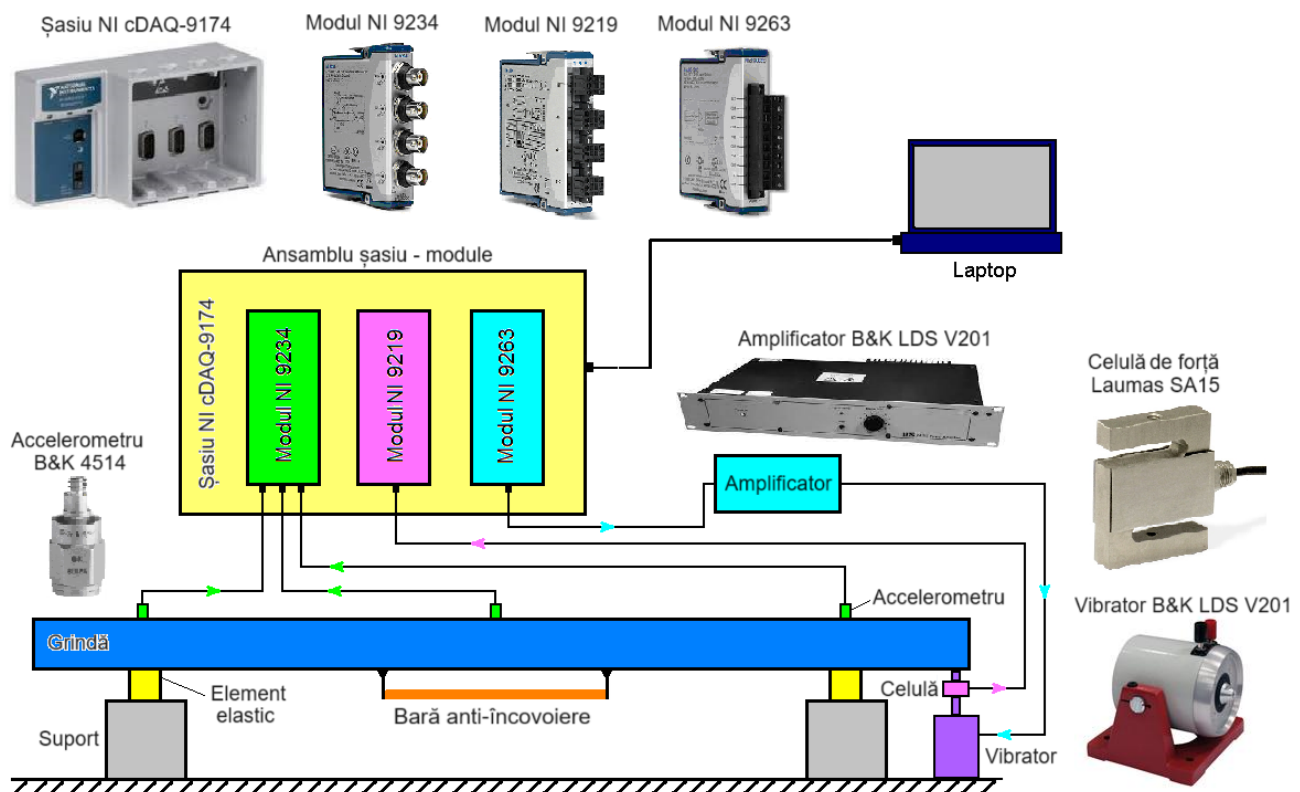 Șasiu NI cDAQ-9174
Modul NI 9234
Modul NI 9219
Modul NI 9263
NATIONAL
INSTRUMENTS
Laptop
Ansamblu șasiu - module
Șasiu NI cDAQ-9174
Modul NI 9234
Modul NI 9219
Modul NI 9263
Amplificator B&K LDS V201
Celulă de forță
Laumas SA15
Accelerometru
B&K 4514
Amplificator
Accelerometru
Vibrator B&K LDS V201
Grindă
Element
elastic
Bară anti-încovoiere
Celulă
Suport
Vibrator